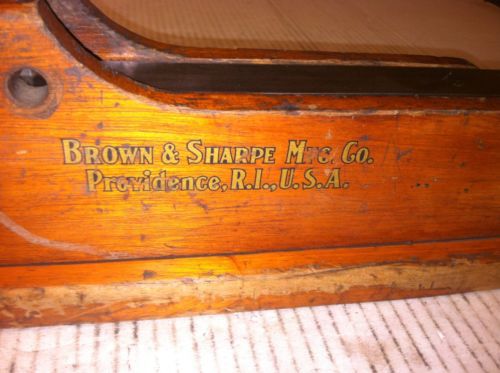 BROWN & SHARPE MFG. CO.
Providence, R.I., U.S.A.